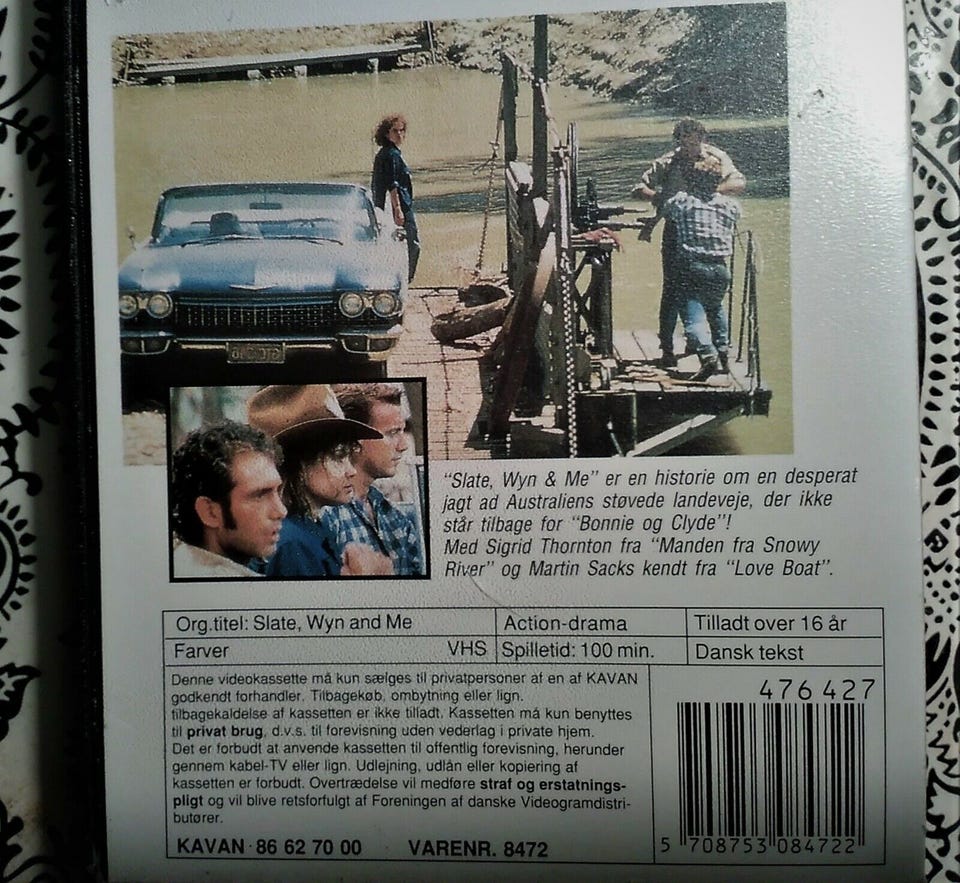 "Slate, Wyn & Me" er en historie om en desperat
jagt ad Australiens støvede landeveje, der ikke
står tilbage for "Bonnie og Clyde"!
Med Sigrid Thornton fra "Manden fra Snowy
River" og Martin Sacks kendt fra "Love Boat".
Org.titel: Slate, Wyn and Me
Action-drama
Tilladt over 16 år
Farver
VHS
Spilletid: 100 min.
Dansk tekst
Denne videokassette må kun sælges til privatpersoner af en af KAVAN
godkendt forhandler. Tilbagekøb, ombytning eller lign.
tilbagekaldelse af kassetten er ikke tilladt. Kassetten må kun benyttes
til privat brug, d.v.s. til forevisning uden vederlag i private hjem.
Det er forbudt at anvende kassetten til offentlig forevisning, herunder
gennem kabel-TV eller lign. Udlejning, udlån eller kopiering af
kassetten er forbudt. Overtrædelse vil medføre straf og erstatnings-
pligt og vil blive retsforfulgt af Foreningen af danske Videogramdistri-
butører.
KAVAN · 86 62 70 00 VARENR. 8472
476427
5 708753 084722